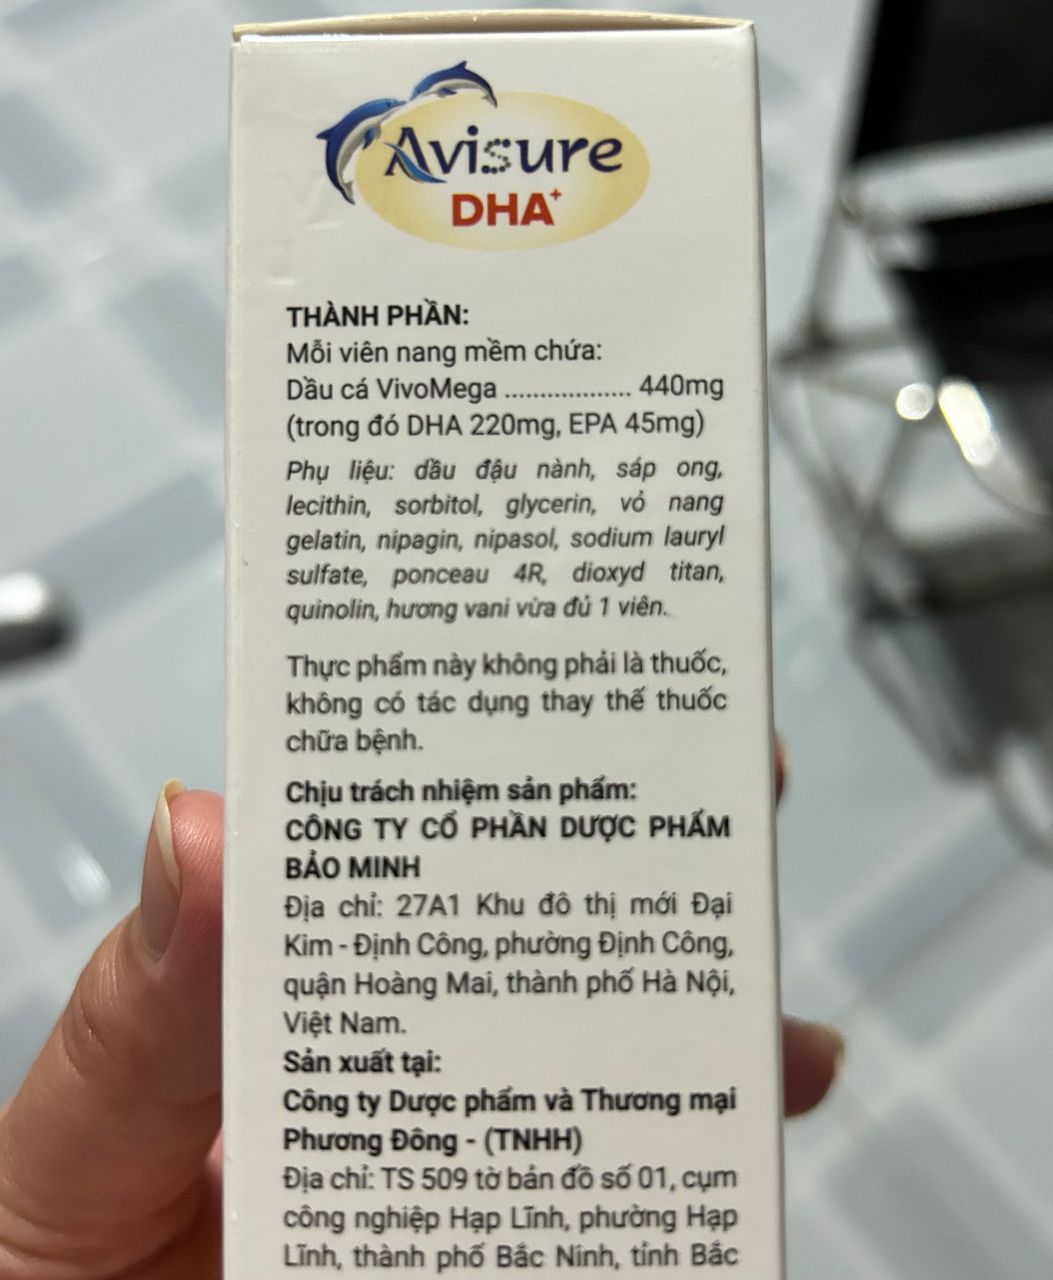 Avisure
DHA+
THÀNH PHẦN:
Mỗi viên nang mềm chứa:
Dầu cá VivoMega .................. 440mg
(trong đó DHA 220mg, EPA 45mg)
Phụ liệu: dầu đậu nành, sáp ong,
lecithin, sorbitol, glycerin, vỏ nang
gelatin, nipagin, nipasol, sodium lauryl
sulfate, ponceau 4R, dioxyd titan,
quinolin, hương vani vừa đủ 1 viên.
Thực phẩm này không phải là thuốc,
không có tác dụng thay thế thuốc
chữa bệnh.
Chịu trách nhiệm sản phẩm:
CÔNG TY CỔ PHẦN DƯỢC PHẨM
BẢO MINH
Địa chỉ: 27A1 Khu đô thị mới Đại
Kim - Định Công, phường Định Công,
quận Hoàng Mai, thành phố Hà Nội,
Việt Nam.
Sản xuất tại:
Công ty Dược phẩm và Thương mại
Phương Đông - (TNHH)
Địa chỉ: TS 509 tờ bản đồ số 01, cụm
công nghiệp Hạp Lĩnh, phường Hạp
Lĩnh, thành phố Bắc Ninh, tỉnh Bắc